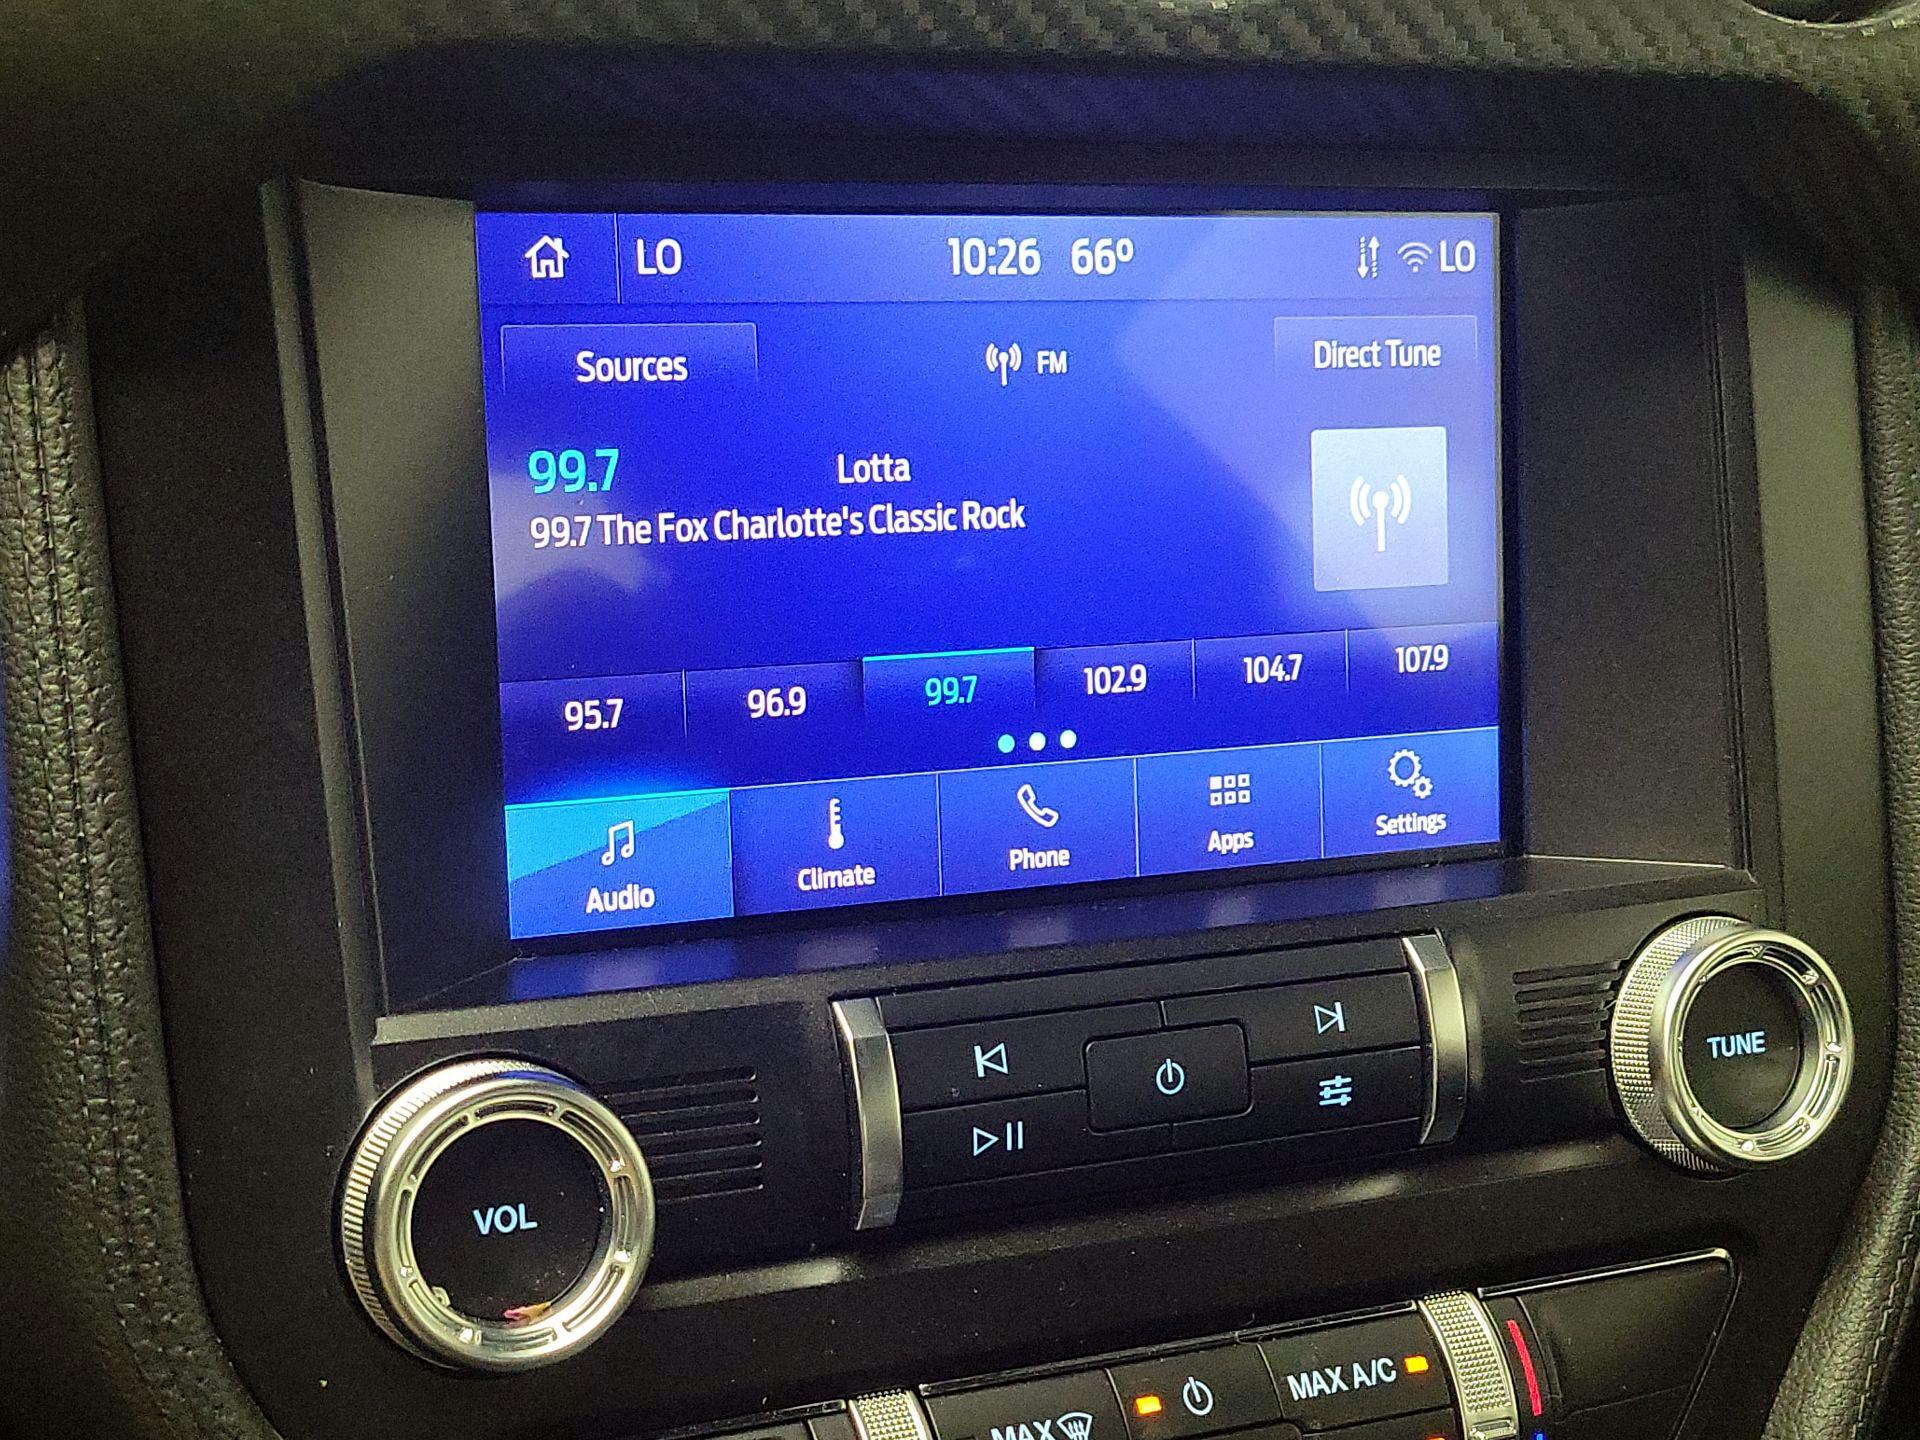 LO 10:26 66° LO
Sources FM Direct Tune
99.7 Lotta
99.7 The Fox Charlotte's Classic Rock
95.7 96.9 99.7 102.9 104.7 107.9
Audio Climate Phone Apps Settings
VOL TUNE
MAX MAX A/C